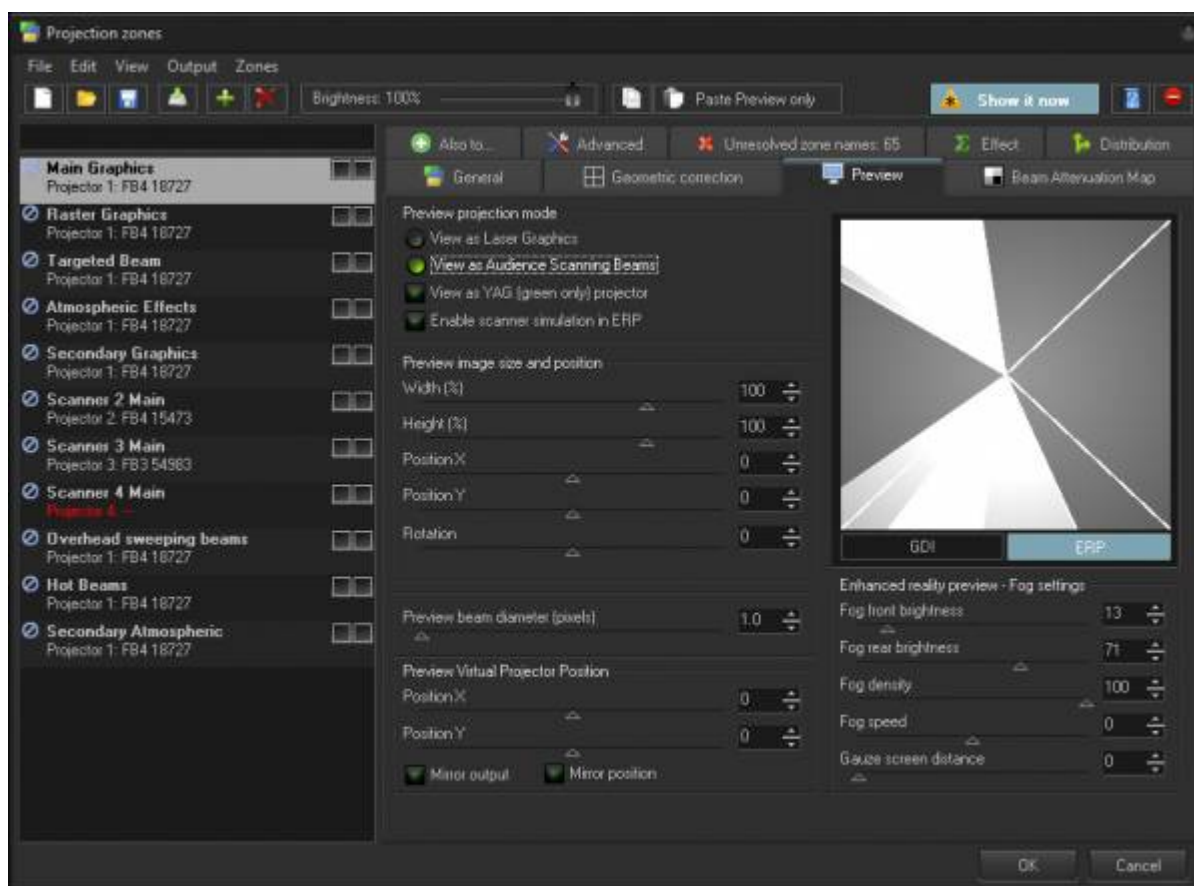 Projection zones
File Edit View Output Zones
Brightness: 100% Paste Preview only Show it now
Also to... Advanced Unresolved zone names: 65 Effect Distribution
General Geometric correction Preview Beam Attenuation Map
Main Graphics
Projector 1: FB4 18727
Raster Graphics
Projector 1: FB4 18727
Targeted Beam
Projector 1: FB4 18727
Atmospheric Effects
Projector 1: FB4 18727
Secondary Graphics
Projector 1: FB4 18727
Scanner 2 Main
Projector 2: FB4 15473
Scanner 3 Main
Projector 3: FB3 54983
Scanner 4 Main
Projector 4: --
Overhead sweeping beams
Projector 1: FB4 18727
Hot Beams
Projector 1: FB4 18727
Secondary Atmospheric
Projector 1: FB4 18727
Preview projection mode
View as Laser Graphics
View as Audience Scanning Beams
View as YAG (green only) projector
Enable scanner simulation in ERP
Preview image size and position
Width (%) 100
Height (%) 100
Position X 0
Position Y 0
Rotation 0
Preview beam diameter (pixels) 1.0
Preview Virtual Projector Position
Position X 0
Position Y 0
Mirror output Mirror position
GDI ERP
Enhanced reality preview - Fog settings
Fog front brightness 13
Fog rear brightness 71
Fog density 100
Fog speed 0
Gauze screen distance 0
OK Cancel